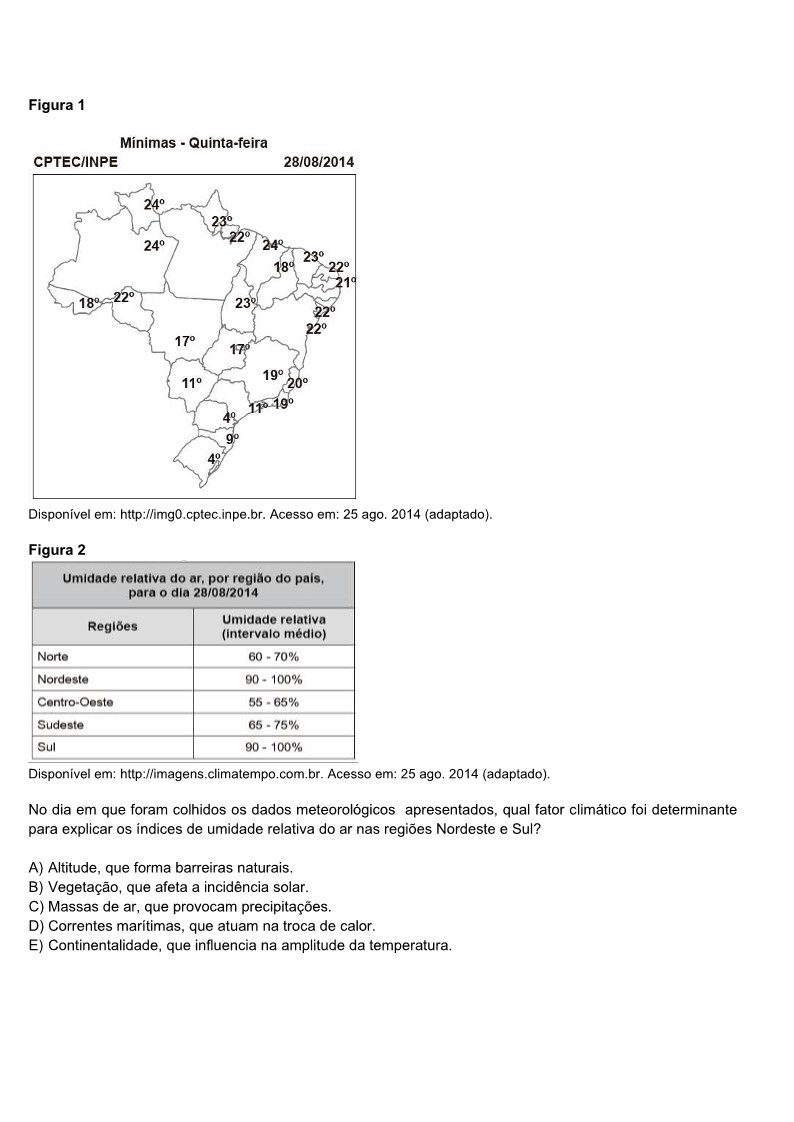 Figura 1
Mínimas - Quinta-feira
CPTEC/INPE 28/08/2014
24º
23º
22º
24º
24º
23º
18º
22º
21º
18º
22º
23º
22º
22º
17º
17º
19º
11º
20º
11º
19º
4º
9º
4º
Disponível em: http://img0.cptec.inpe.br. Acesso em: 25 ago. 2014 (adaptado).
Figura 2
Umidade relativa do ar, por região do país,
para o dia 28/08/2014
Regiões
Umidade relativa
(intervalo médio)
Norte 60 - 70%
Nordeste 90 - 100%
Centro-Oeste 55 - 65%
Sudeste 65 - 75%
Sul 90 - 100%
Disponível em: http://imagens.climatempo.com.br. Acesso em: 25 ago. 2014 (adaptado).
No dia em que foram colhidos os dados meteorológicos apresentados, qual fator climático foi determinante
para explicar os índices de umidade relativa do ar nas regiões Nordeste e Sul?
A) Altitude, que forma barreiras naturais.
B) Vegetação, que afeta a incidência solar.
C) Massas de ar, que provocam precipitações.
D) Correntes marítimas, que atuam na troca de calor.
E) Continentalidade, que influencia na amplitude da temperatura.